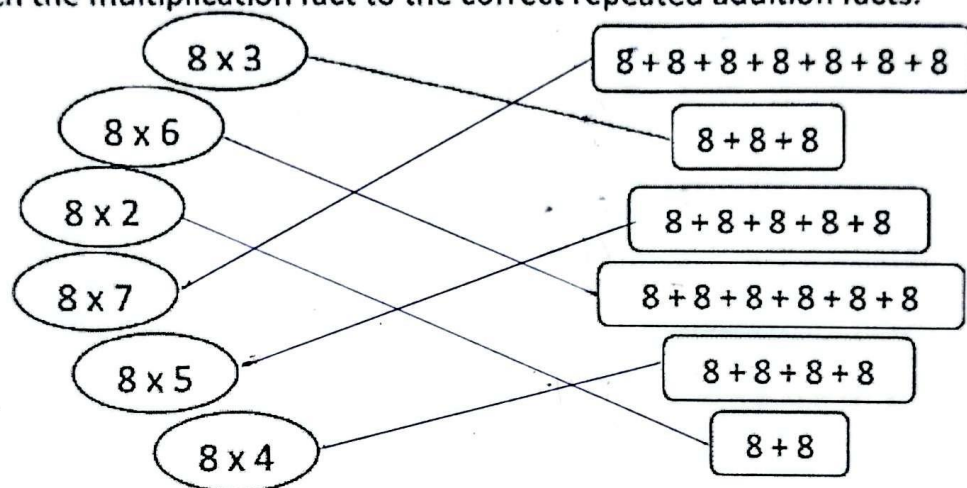 the multiplication fact to the correct repeated addition facts.
8 x 3
8 + 8 + 8 + 8 + 8 + 8 + 8
8 x 6
8 + 8 + 8
8 x 2
8 + 8 + 8 + 8 + 8
8 x 7
8 + 8 + 8 + 8 + 8 + 8
8 x 5
8 + 8 + 8 + 8
8 x 4
8 + 8